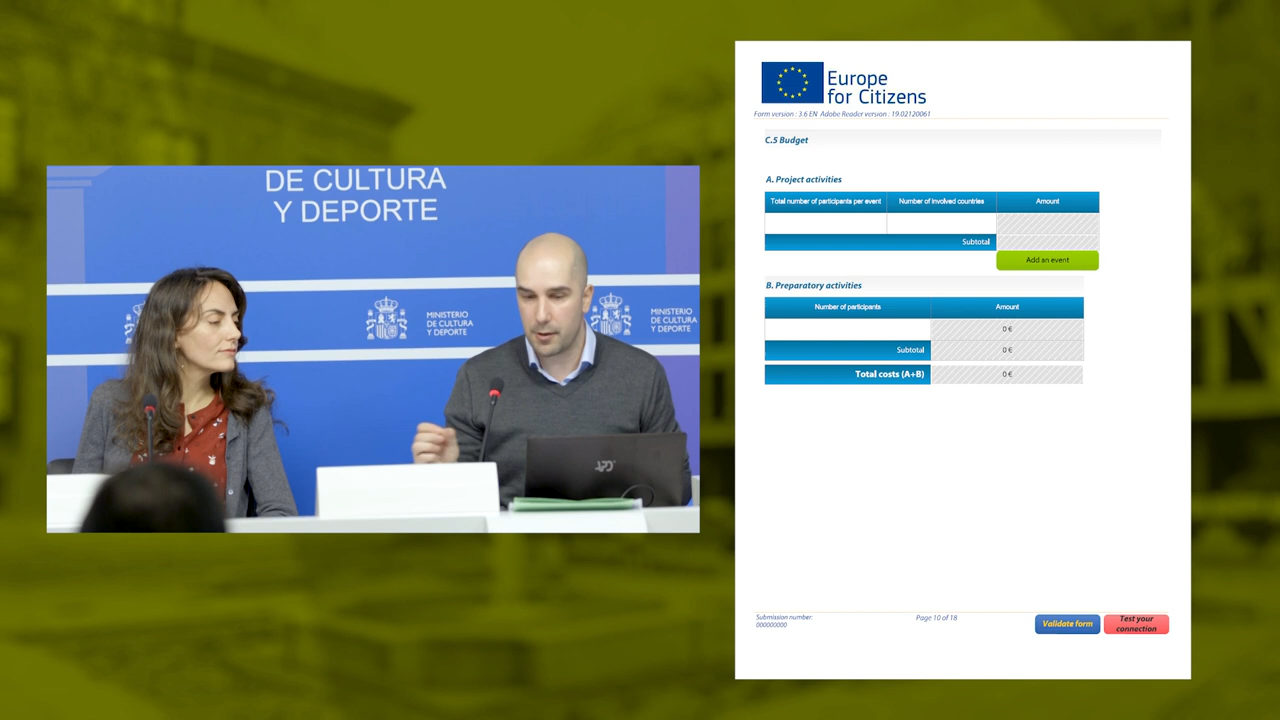 DE CULTURA
Y DEPORTE
MINISTERIO
DE CULTURA
Y DEPORTE
MINISTERIO
DE CULTURA
Y DEPORTE
Europe
for Citizens
Form version : 3.6 EN Adobe Reader version : 19.02120061
C.5 Budget
A. Project activities
Total number of participants per event Number of involved countries Amount
Subtotal
Add an event
B. Preparatory activities
Number of participants Amount
0 €
Subtotal 0 €
Total costs (A+B) 0 €
Submission number:
000000000
Page 10 of 18
Validate form
Test your
connection